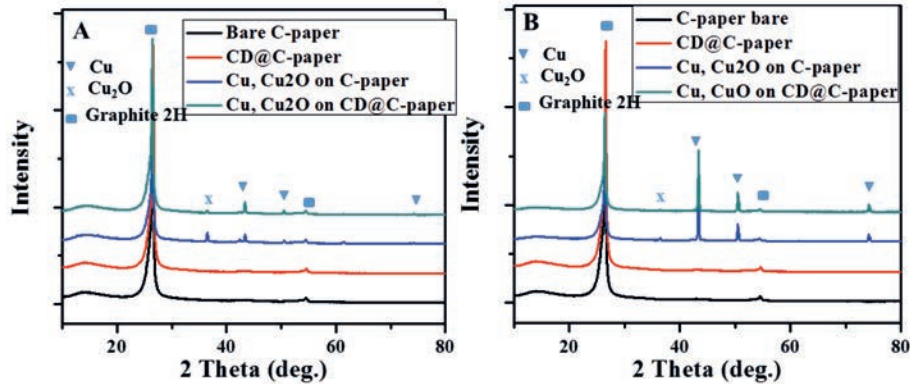 A
Bare C-paper
CD@C-paper
Cu, Cu2O on C-paper
Cu, Cu2O on CD@C-paper
Cu
Cu₂O
Graphite 2H
x
Intensity
20 40 60 80
2 Theta (deg.)
B
C-paper bare
CD@C-paper
Cu, Cu2O on C-paper
Cu, CuO on CD@C-paper
Cu
x
Cu₂O
Graphite 2H
x
Intensity
20 40 60 80
2 Theta (deg.)